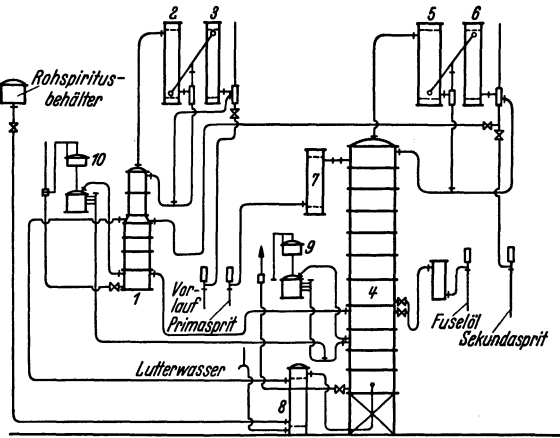 2
3
5
6
Rohspiritus-
behälter
10
7
9
4
1
Vor-
lauf
Primasprit
Fuselöl
Sekundasprit
Lutterwasser
8